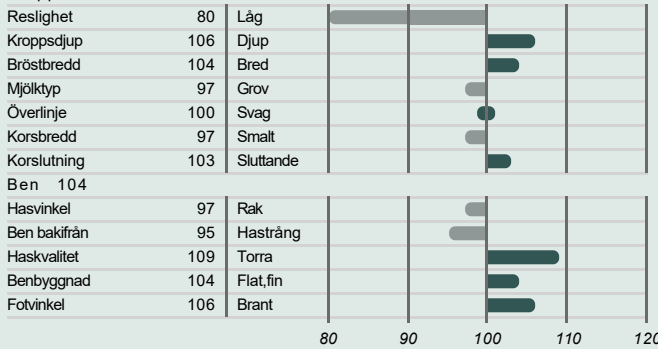 Reslighet 80 Låg
Kroppsdjup 106 Djup
Bröstbredd 104 Bred
Mjölktyp 97 Grov
Överlinje 100 Svag
Korsbredd 97 Smalt
Korslutning 103 Sluttande
Ben 104
Hasvinkel 97 Rak
Ben bakifrån 95 Hastrång
Haskvalitet 109 Torra
Benbyggnad 104 Flat,fin
Fotvinkel 106 Brant
80 90 100 110 120